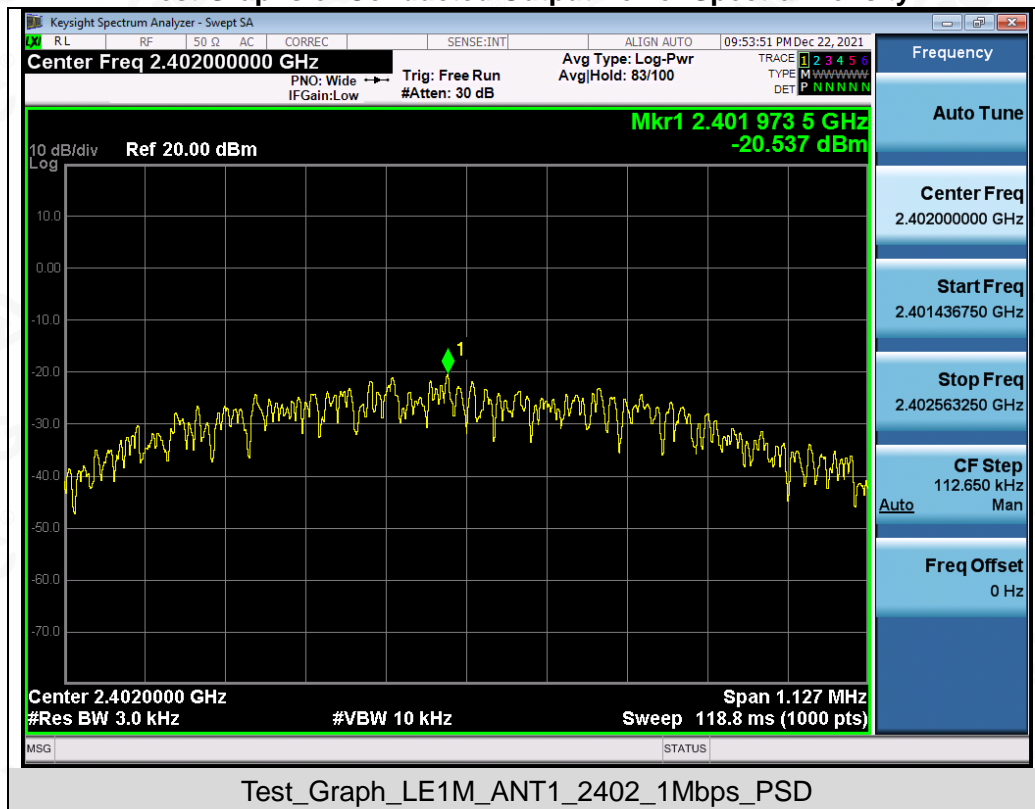 Keysight Spectrum Analyzer - Swept SA
LXI RL RF 50 Ω AC CORREC SENSE:INT ALIGN AUTO 09:53:51 PM Dec 22, 2021
Center Freq 2.402000000 GHz
PNO: Wide
IFGain:Low
Trig: Free Run
#Atten: 30 dB
Avg Type: Log-Pwr
Avg|Hold: 83/100
TRACE 1 2 3 4 5 6
TYPE M WWWWW
DET P N N N N N
Mkr1 2.401 973 5 GHz
-20.537 dBm
10 dB/div Ref 20.00 dBm
Log
10.0
0.00
-10.0
1
-20.0
-30.0
-40.0
-50.0
-60.0
-70.0
Center 2.4020000 GHz Span 1.127 MHz
#Res BW 3.0 kHz #VBW 10 kHz Sweep 118.8 ms (1000 pts)
MSG STATUS
Frequency
Auto Tune
Center Freq
2.402000000 GHz
Start Freq
2.401436750 GHz
Stop Freq
2.402563250 GHz
CF Step
112.650 kHz
Auto Man
Freq Offset
0 Hz
Test_Graph_LE1M_ANT1_2402_1Mbps_PSD